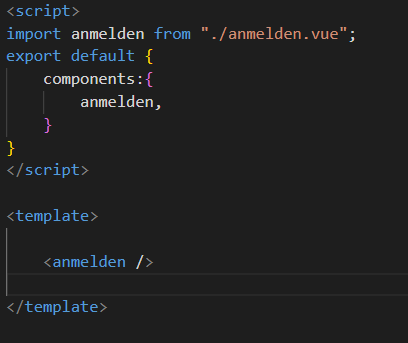 <script>
import anmelden from "./anmelden.vue";
export default {
    components:{
        anmelden,
    }
}
</script>

<template>

    <anmelden />

</template>